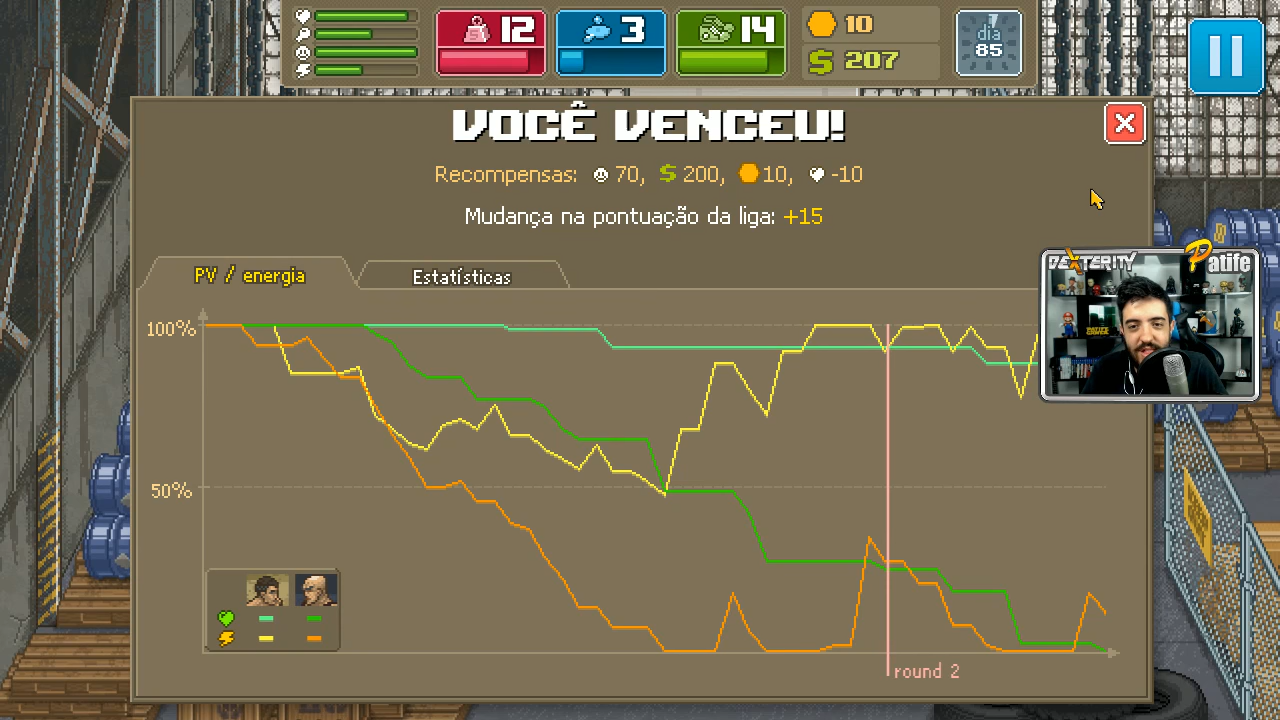 12
3
14
10
$ 207
dia
85
VOCÊ VENCEU!
Recompensas: 70, $ 200, 10, -10
Mudança na pontuação da liga: +15
PV / energia
Estatísticas
DEXTERITY
Patife
100%
50%
round 2